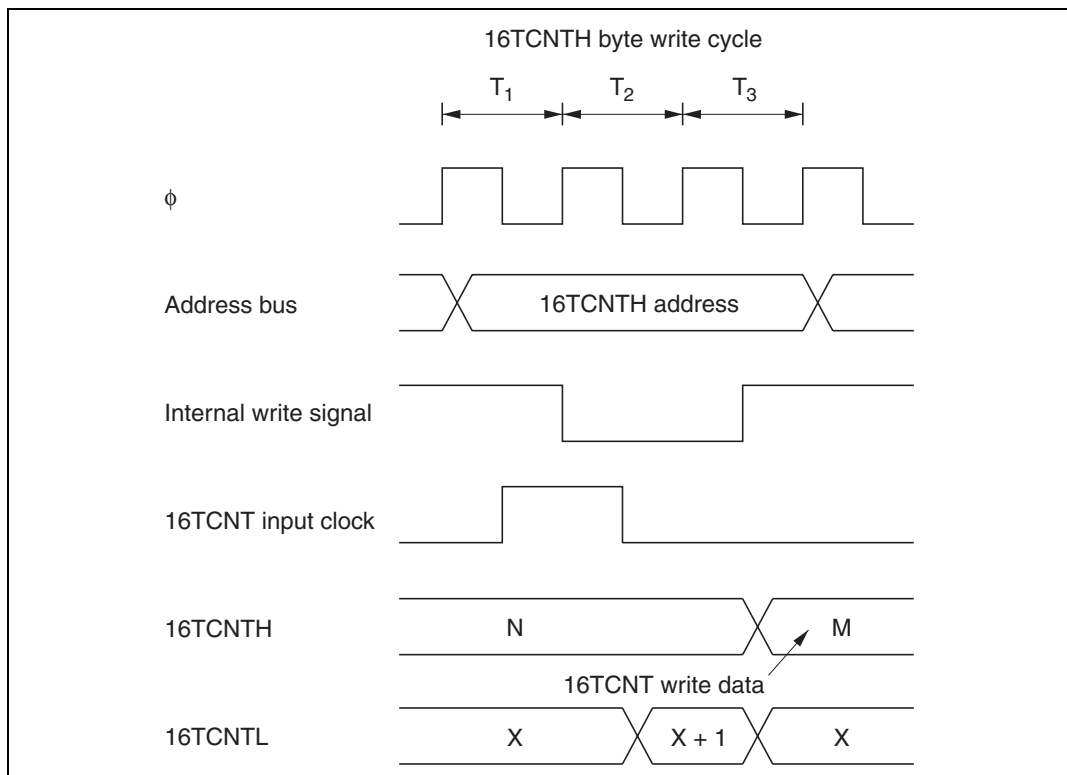 16TCNTH byte write cycle
T1 T2 T3
φ
Address bus 16TCNTH address
Internal write signal
16TCNT input clock
16TCNTH N M
16TCNT write data
16TCNTL X X + 1 X